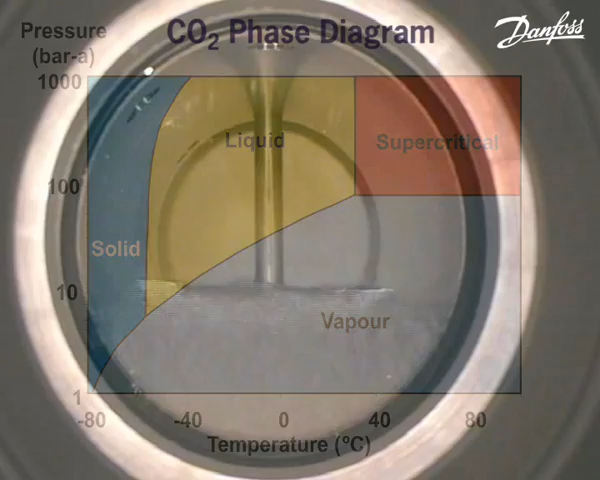 CO₂ Phase Diagram
Danfoss
Pressure
(bar-a)
1000
100
10
1
Liquid
Supercritical
Solid
Vapour
-80
-40
0
40
80
Temperature (°C)